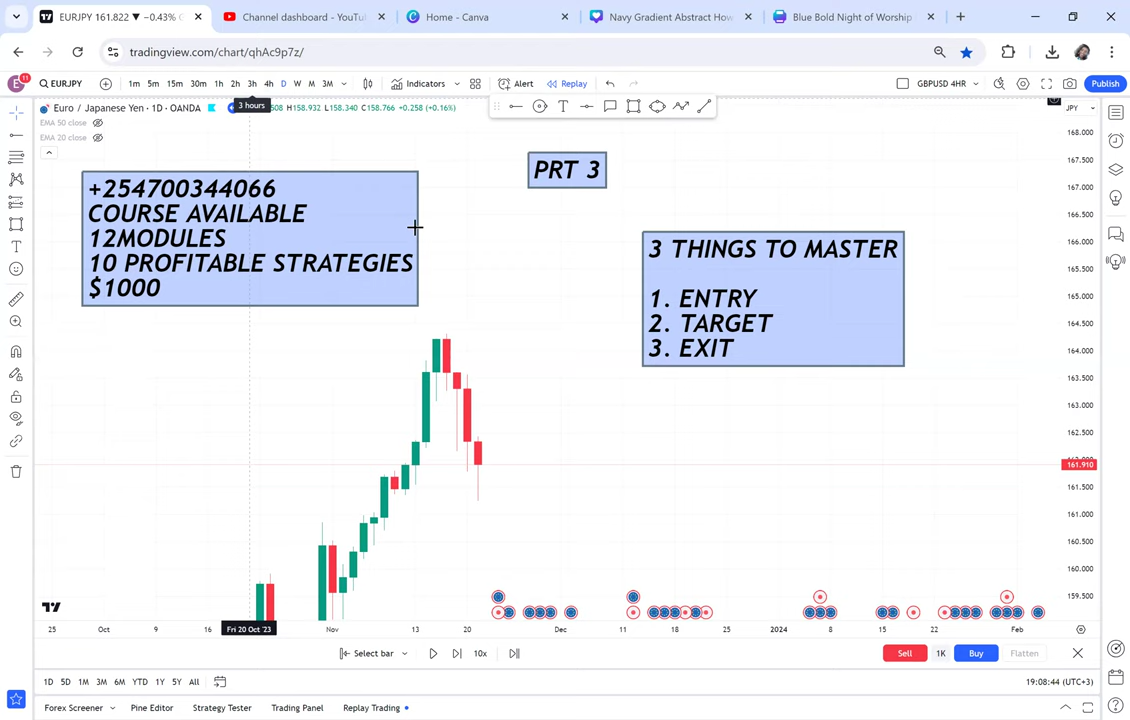 EURJPY 161.822 ▼ −0.43%
Channel dashboard - YouT
Home - Canva
Navy Gradient Abstract How
Blue Bold Night of Worship
tradingview.com/chart/qhAc9p7z/
E
11
EURJPY
1m 5m 15m 30m 1h 2h 3h 4h D W M 3M
Indicators
Alert
Replay
GBPUSD 4HR
Publish
3 hours
Euro / Japanese Yen · 1D · OANDA
508 H158.932 L158.340 C158.766 +0.258 (+0.16%)
JPY
EMA 50 close
EMA 20 close
+254700344066
COURSE AVAILABLE
12MODULES
10 PROFITABLE STRATEGIES
$1000
PRT 3
3 THINGS TO MASTER
1. ENTRY
2. TARGET
3. EXIT
168.000
167.500
167.000
166.500
166.000
165.500
165.000
164.500
164.000
163.500
163.000
162.500
161.910
161.500
161.000
160.500
160.000
159.500
25 Oct 9 16 Fri 20 Oct '23 Nov 13 20 Dec 11 18 25 2024 8 15 22 Feb
Select bar
10x
Sell
1K
Buy
Flatten
1D 5D 1M 3M 6M YTD 1Y 5Y All
19:08:44 (UTC+3)
Forex Screener
Pine Editor
Strategy Tester
Trading Panel
Replay Trading